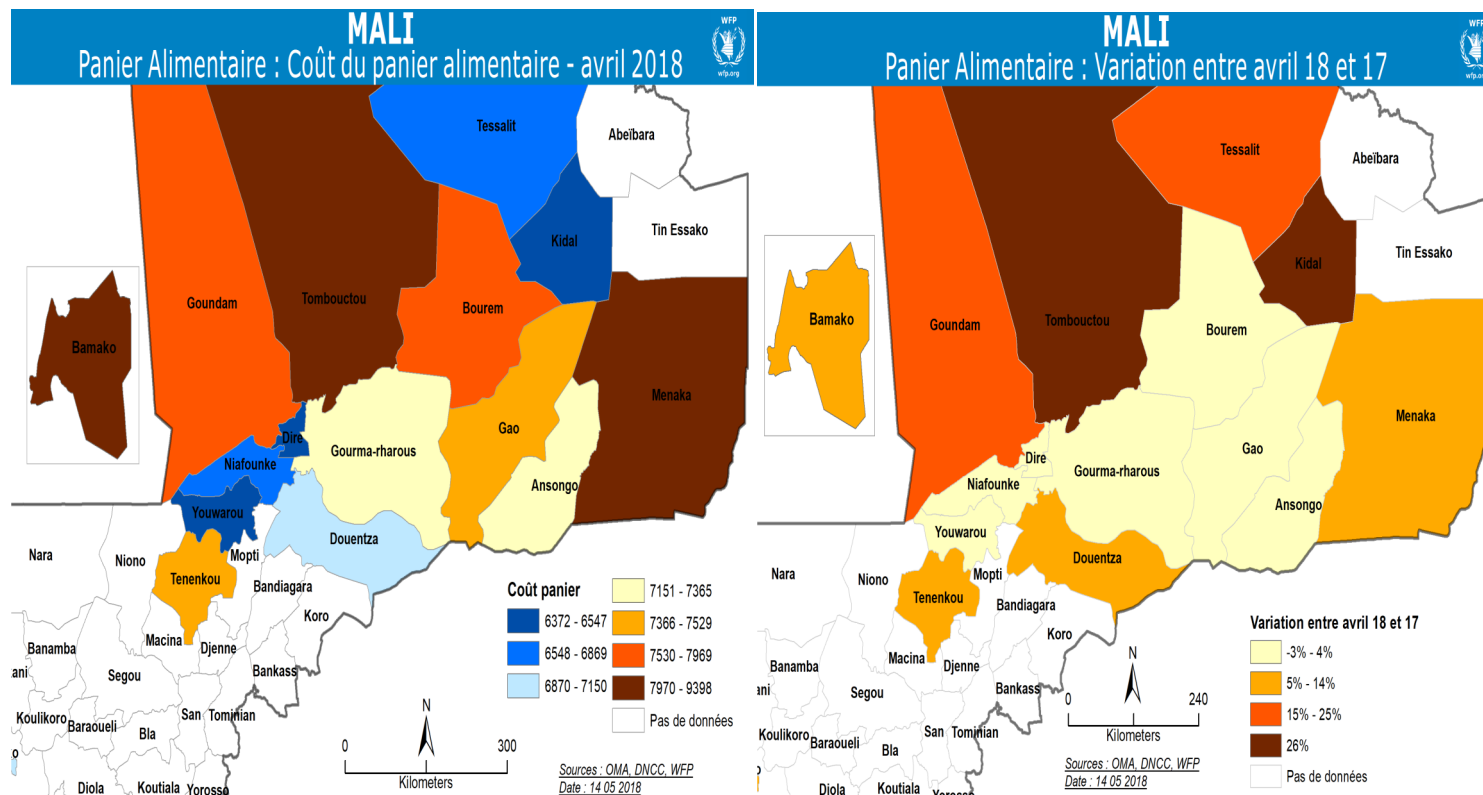 MALI
Panier Alimentaire : Coût du panier alimentaire - avril 2018
WFP
wfp.org
Tessalit
Abeïbara
Kidal
Tin Essako
Goundam
Tombouctou
Bourem
Bamako
Menaka
Dire
Gao
Gourma-rharous
Niafounke
Ansongo
Youwarou
Douentza
Nara
Niono
Mopti
Tenenkou
Bandiagara
Koro
Macina
Djenne
Banamba
Bankass
ani
Segou
San
Tominian
Koulikoro
Baraoueli
Bla
o
Diola
Koutiala
Yorosso
Coût panier
6372 - 6547
6548 - 6869
6870 - 7150
7151 - 7365
7366 - 7529
7530 - 7969
7970 - 9398
Pas de données
N
0 300
Kilometers
Sources : OMA, DNCC, WFP
Date : 14 05 2018
MALI
Panier Alimentaire : Variation entre avril 18 et 17
WFP
wfp.org
Tessalit
Abeïbara
Tin Essako
Kidal
Bamako
Goundam
Tombouctou
Bourem
Menaka
Gao
Dire
Gourma-rharous
Niafounke
Ansongo
Youwarou
Douentza
Nara
Niono
Mopti
Tenenkou
Bandiagara
Koro
Macina
Djenne
Banamba
Bankass
ani
Segou
San
Tominian
Koulikoro
Baraoueli
Bla
o
Diola
Koutiala
Yorosso
Variation entre avril 18 et 17
-3% - 4%
5% - 14%
15% - 25%
26%
Pas de données
N
0 240
Kilometers
Sources : OMA, DNCC, WFP
Date : 14 05 2018